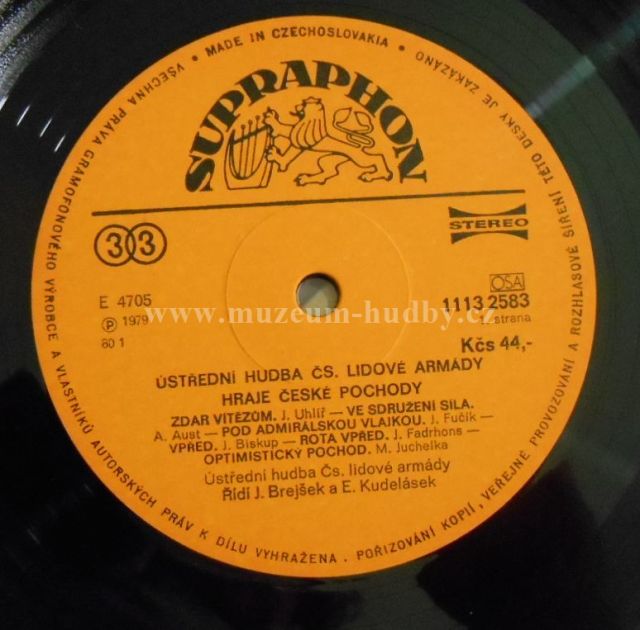 VŠECHNA PRÁVA GRAMOFONOVÉHO VÝROBCE A VLASTNÍKŮ AUTORSKÝCH PRÁV K DÍLU VYHRAŽENA. POŘIZOVÁNÍ KOPIÍ, VEŘEJNÉ PROVOZOVÁNÍ A ROZHLASOVÉ ŠÍŘENÍ TÉTO DESKY JE ZAKÁZÁNO
• MADE IN CZECHOSLOVAKIA •
SUPRAPHON
33
STEREO
E 4705
℗ 1979
80 1
OSA
1113 2583
strana
www.muzeum-hudby.cz
Kčs 44,-
ÚSTŘEDNÍ HUDBA ČS. LIDOVÉ ARMÁDY
HRAJE ČESKÉ POCHODY
ZDAR VÍTĚZŮM. J. Uhlíř — VE SDRUŽENÍ SÍLA.
A. Aust — POD ADMIRÁLSKOU VLAJKOU. J. Fučík —
VPŘED. J. Biskup — ROTA VPŘED. J. Fadrhons —
OPTIMISTICKÝ POCHOD. M. Juchelka
Ústřední hudba Čs. lidové armády
Řídí J. Brejšek a E. Kudelásek